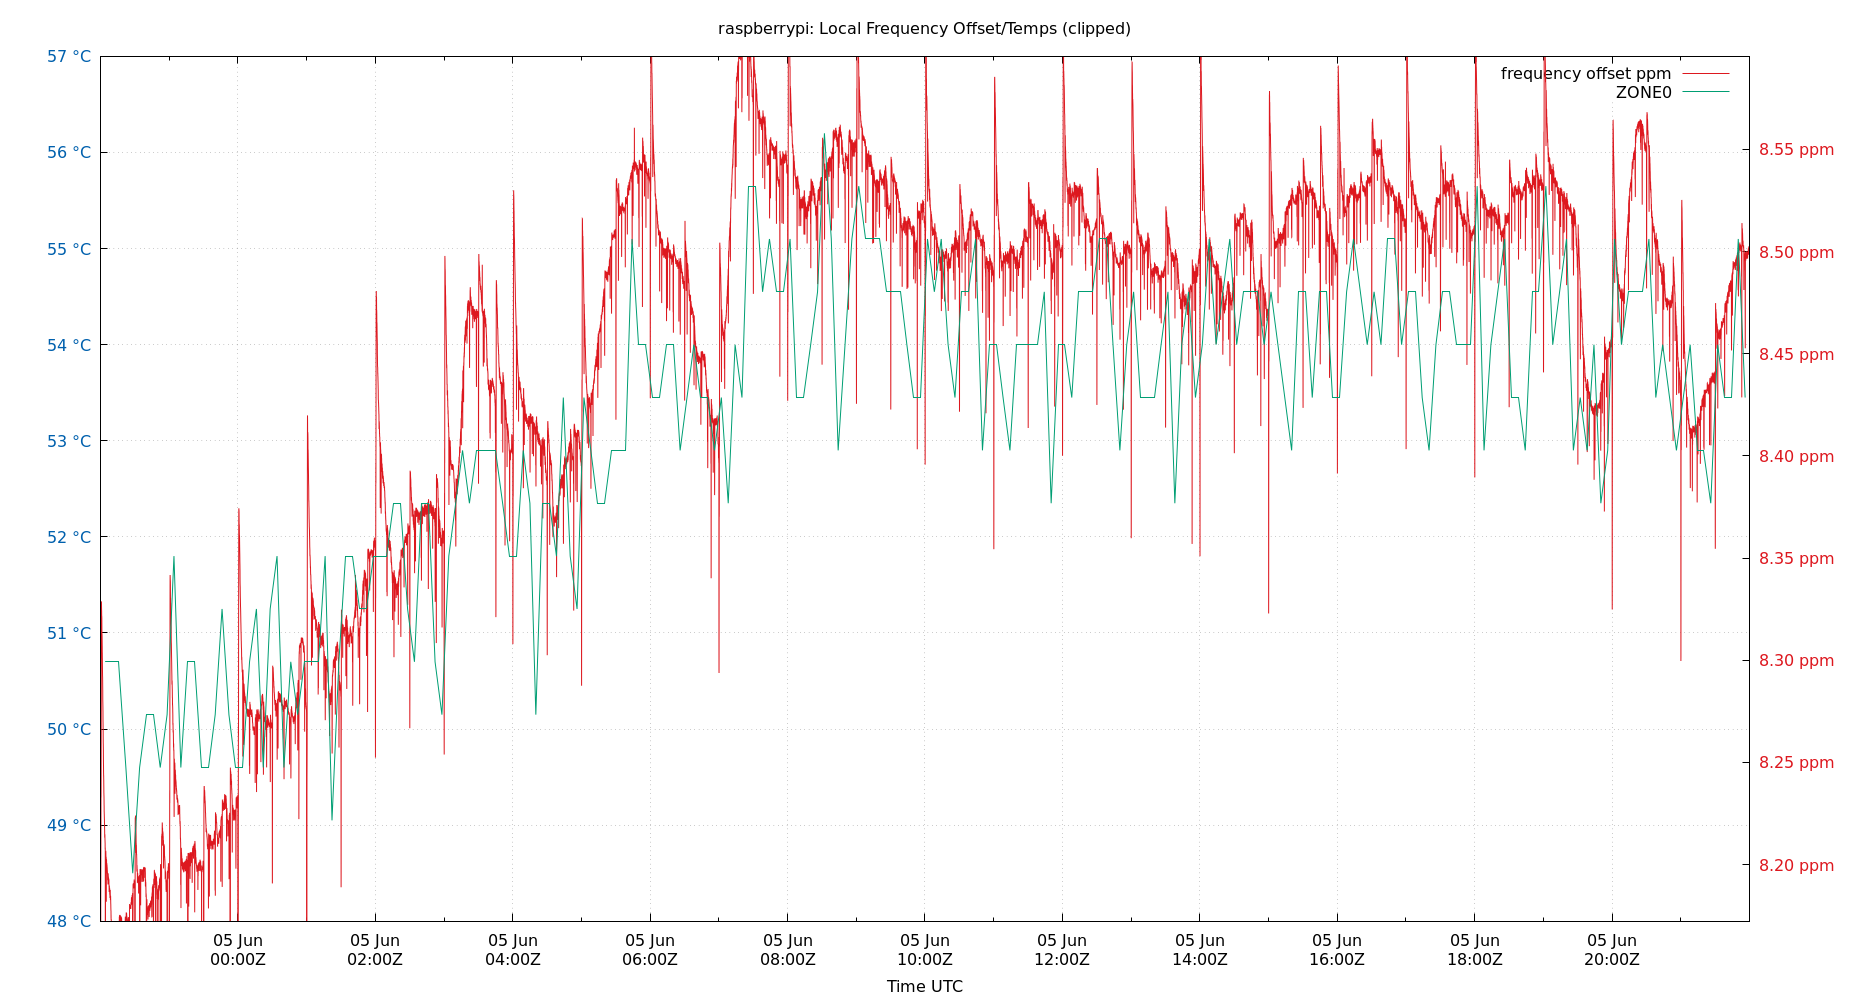 raspberrypi: Local Frequency Offset/Temps (clipped)
57 °C
56 °C
55 °C
54 °C
53 °C
52 °C
51 °C
50 °C
49 °C
48 °C
frequency offset ppm
ZONE0
8.55 ppm
8.50 ppm
8.45 ppm
8.40 ppm
8.35 ppm
8.30 ppm
8.25 ppm
8.20 ppm
05 Jun 05 Jun 05 Jun 05 Jun 05 Jun 05 Jun 05 Jun 05 Jun 05 Jun 05 Jun 05 Jun
00:00Z 02:00Z 04:00Z 06:00Z 08:00Z 10:00Z 12:00Z 14:00Z 16:00Z 18:00Z 20:00Z
Time UTC